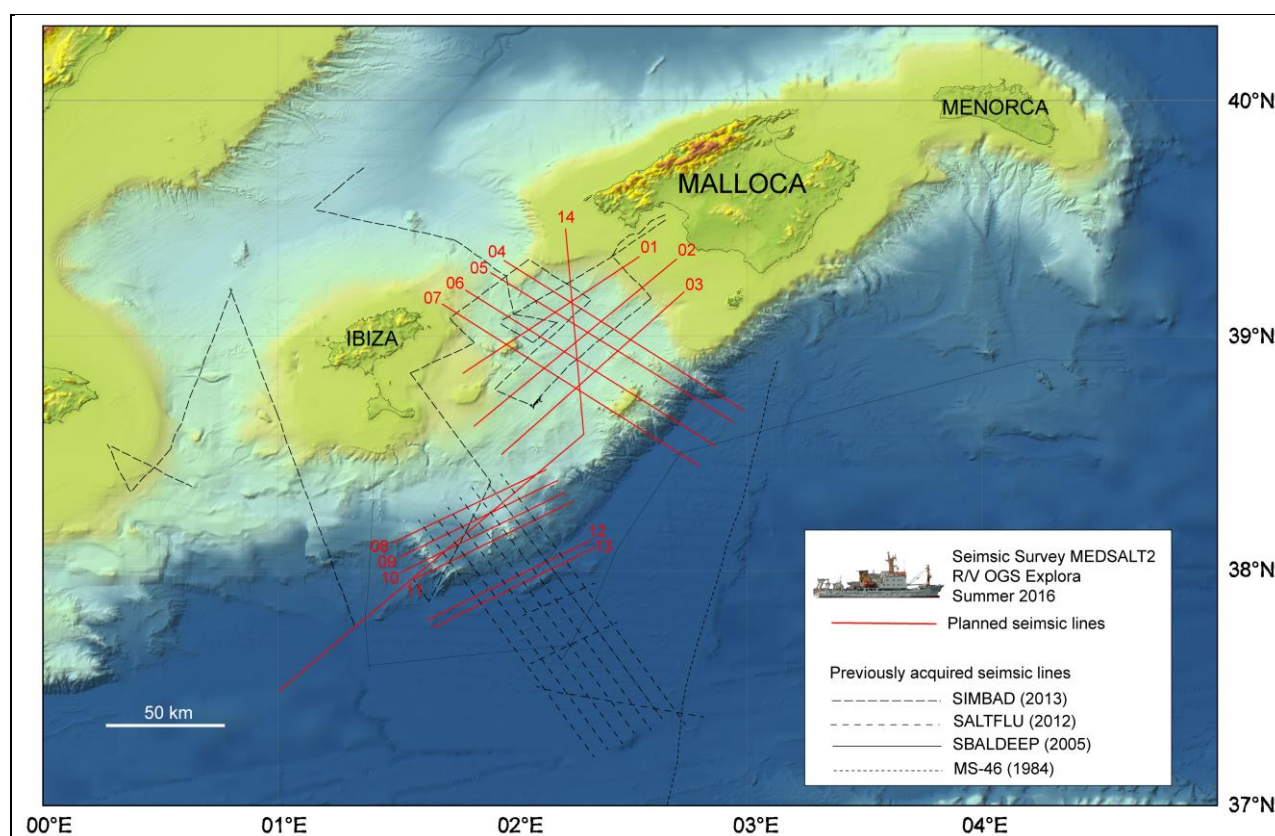 40°N
MENORCA
MALLOCA
14
04
01
02
05
06
03
07
39°N
IBIZA
08
09
10
11
12
13
38°N
Seimsic Survey MEDSALT2
R/V OGS Explora
Summer 2016
Planned seimsic lines
Previously acquired seimsic lines
SIMBAD (2013)
SALTFLU (2012)
SBALDEEP (2005)
MS-46 (1984)
50 km
37°N
00°E 01°E 02°E 03°E 04°E